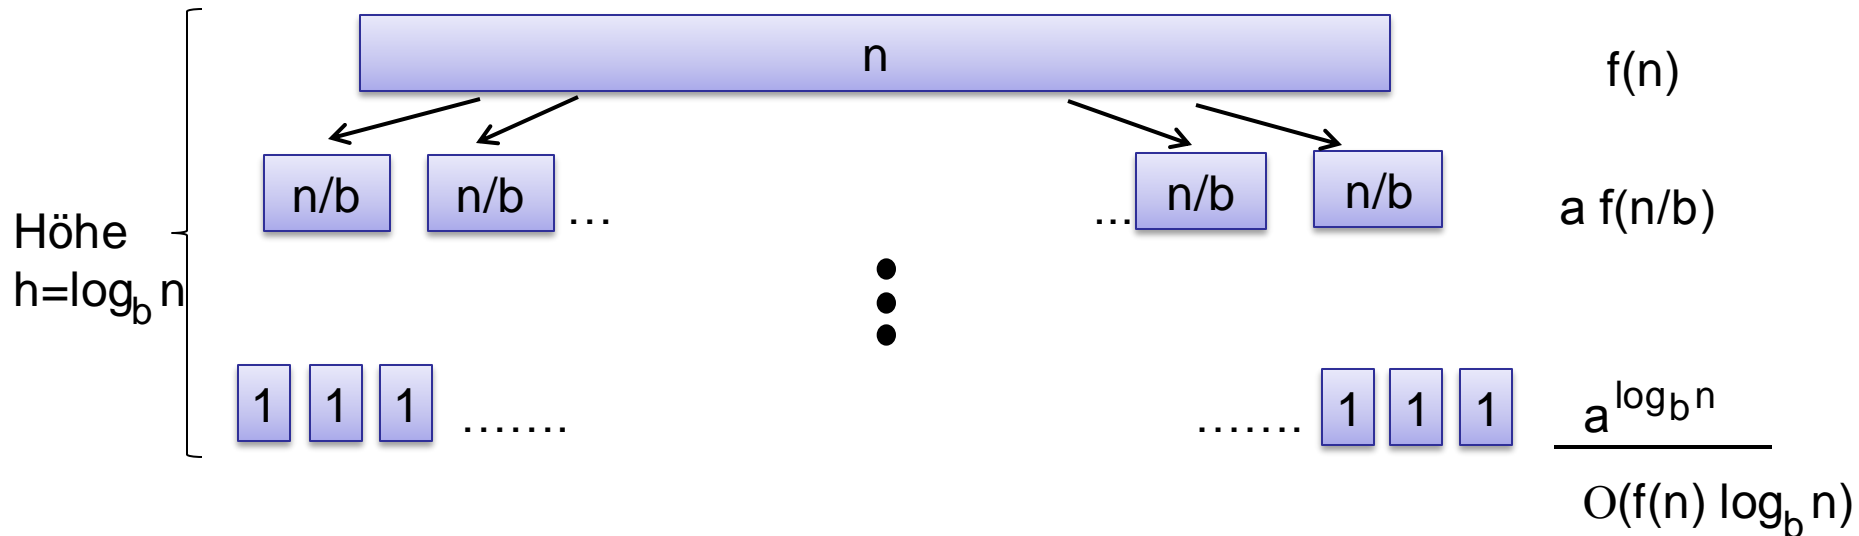 n
f(n)
n/b n/b ... ...n/b n/b
a f(n/b)
Höhe
h=log_b n
1 1 1 ....... ....... 1 1 1
a^{log_b n}
O(f(n) log_b n)